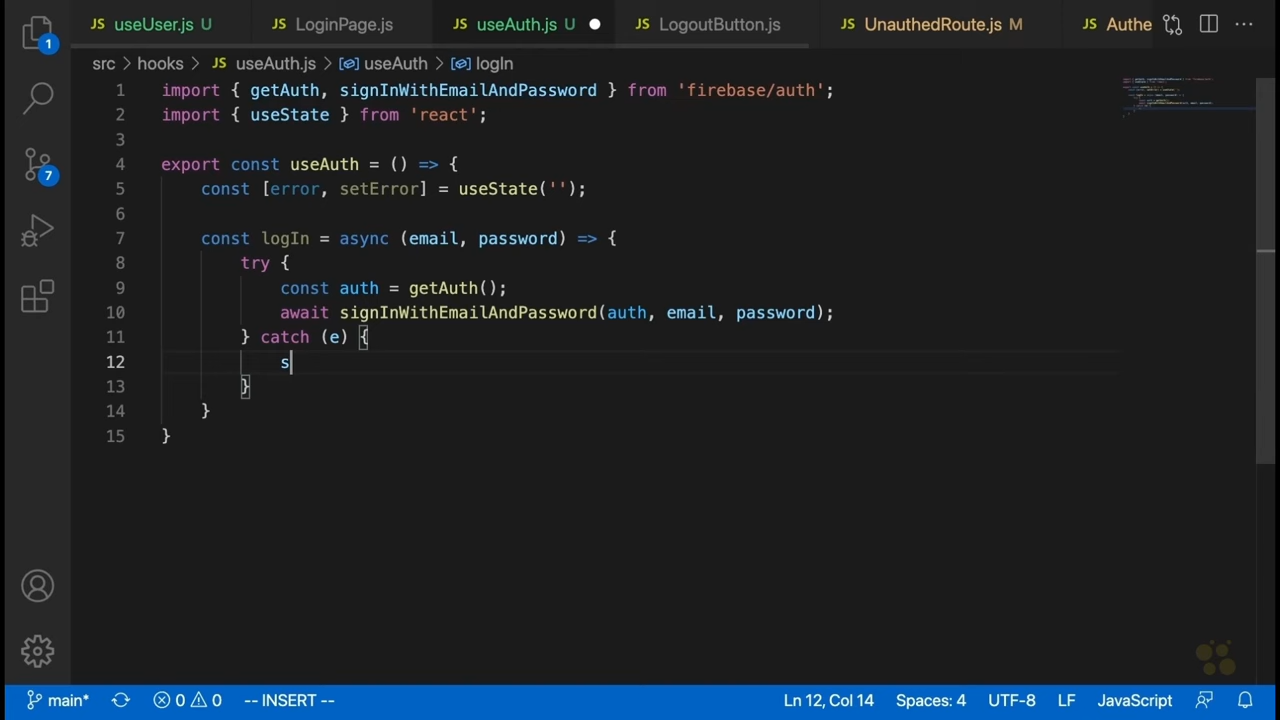 JS useUser.js U JS LoginPage.js JS useAuth.js U JS LogoutButton.js JS UnauthedRoute.js M JS Authe ...
1 src > hooks > JS useAuth.js > useAuth > logIn
1 import { getAuth, signInWithEmailAndPassword } from 'firebase/auth';
2 import { useState } from 'react';
3
4 export const useAuth = () => {
5 const [error, setError] = useState('');
6
7 const logIn = async (email, password) => {
8 try {
9 const auth = getAuth();
10 await signInWithEmailAndPassword(auth, email, password);
11 } catch (e) {
12 s
13 }
14 }
15 }
7
main* 0 0 -- INSERT -- Ln 12, Col 14 Spaces: 4 UTF-8 LF JavaScript